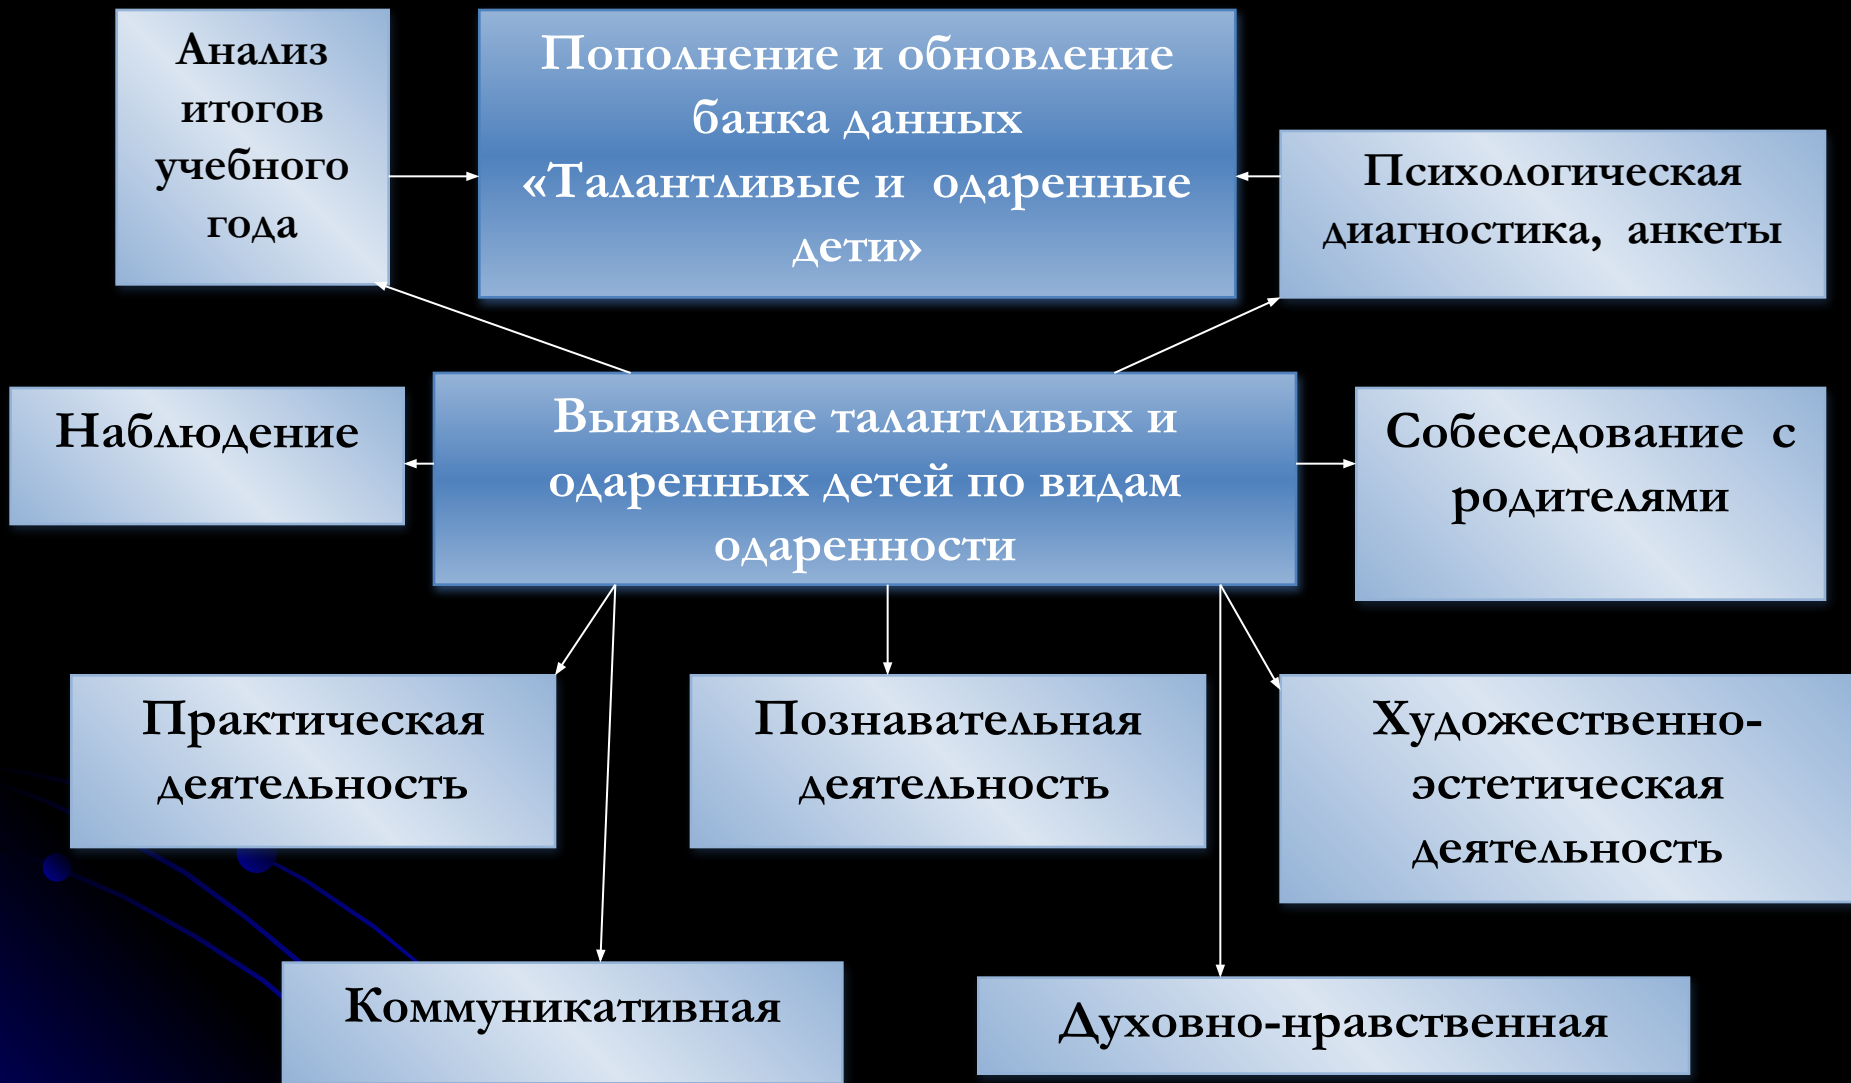 Анализ
итогов
учебного
года
Пополнение и обновление
банка данных
«Талантливые и одаренные
дети»
Психологическая
диагностика, анкеты
Наблюдение
Выявление талантливых и
одаренных детей по видам
одаренности
Собеседование с
родителями
Практическая
деятельность
Познавательная
деятельность
Художественно-
эстетическая
деятельность
Коммуникативная
Духовно-нравственная